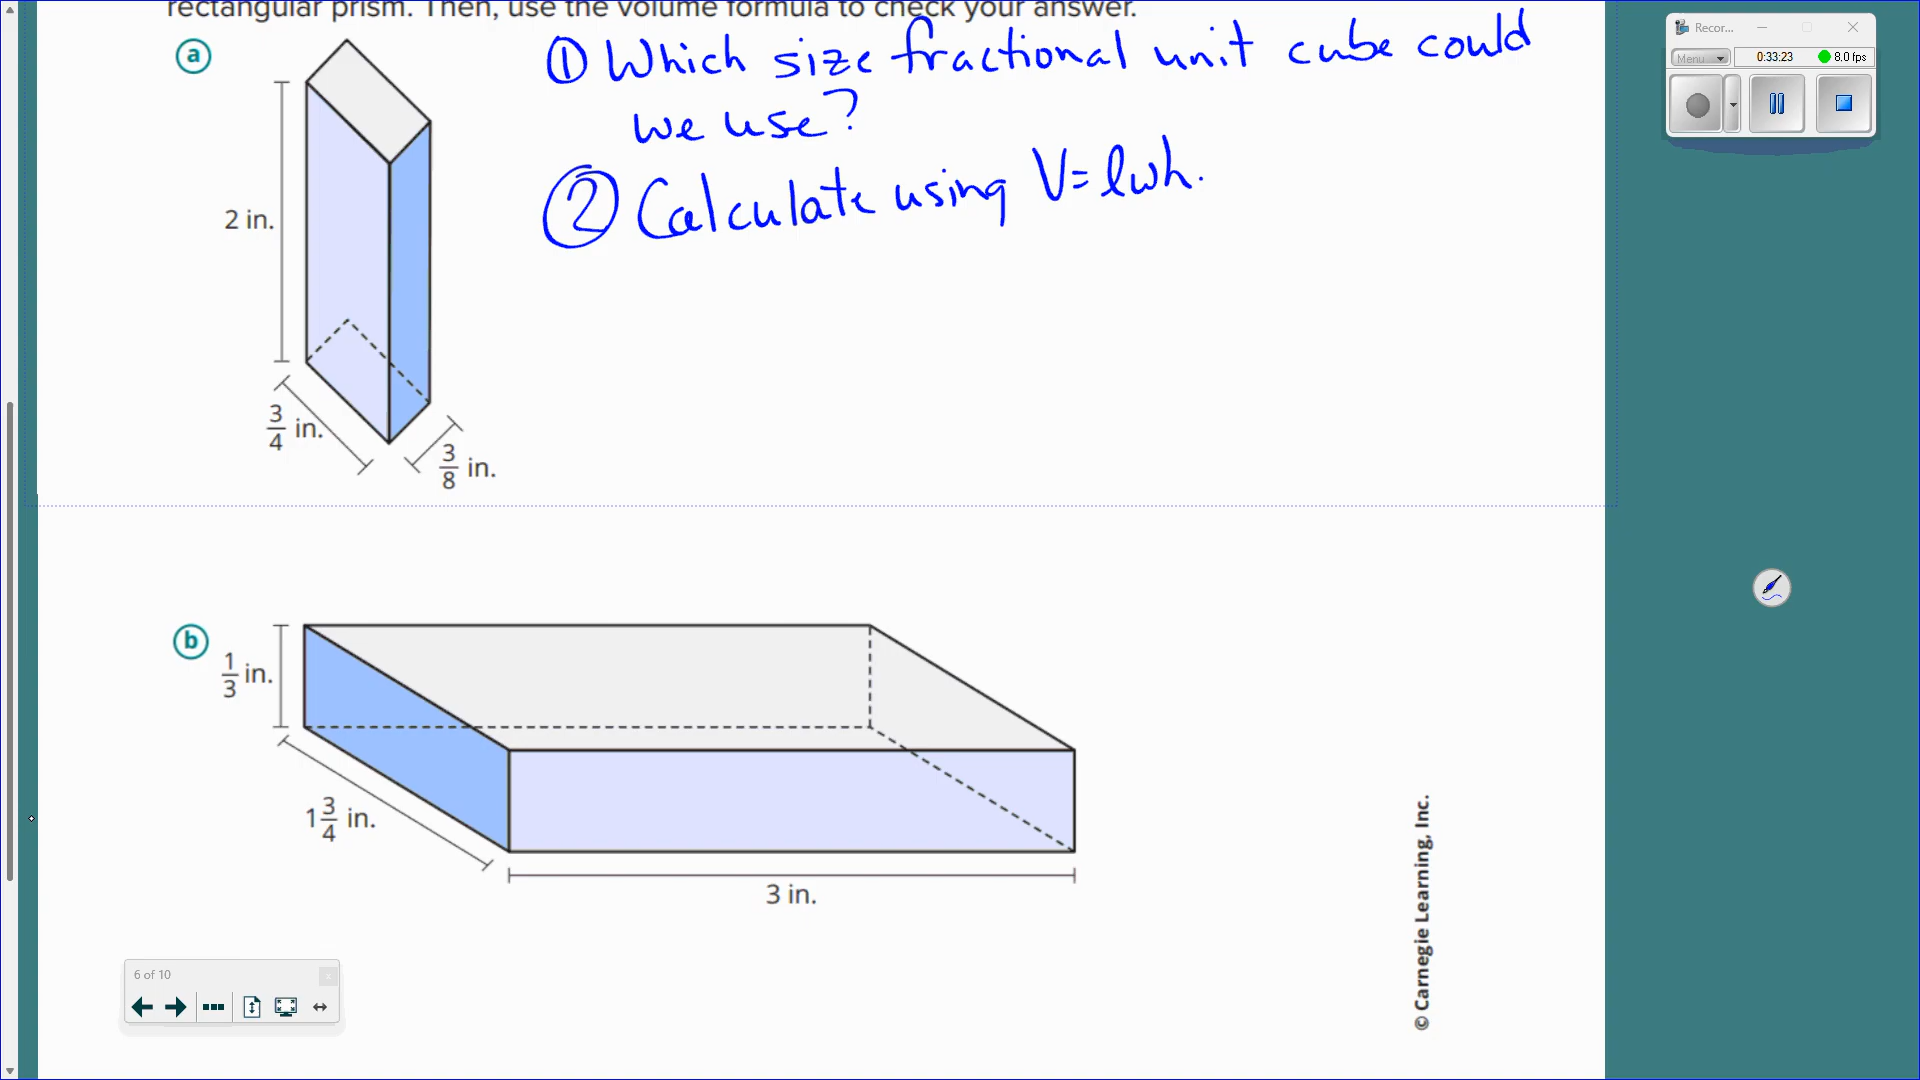 rectangular prism. Then, use the volume formula to check your answer.
a
① Which size fractional unit cube could
we use?
② Calculate using V=lwh.
2 in.
3/4 in.
3/8 in.
b
1/3 in.
1 3/4 in.
3 in.
© Carnegie Learning, Inc.
6 of 10
Recor...
Menu
0:33:23
8.0 fps